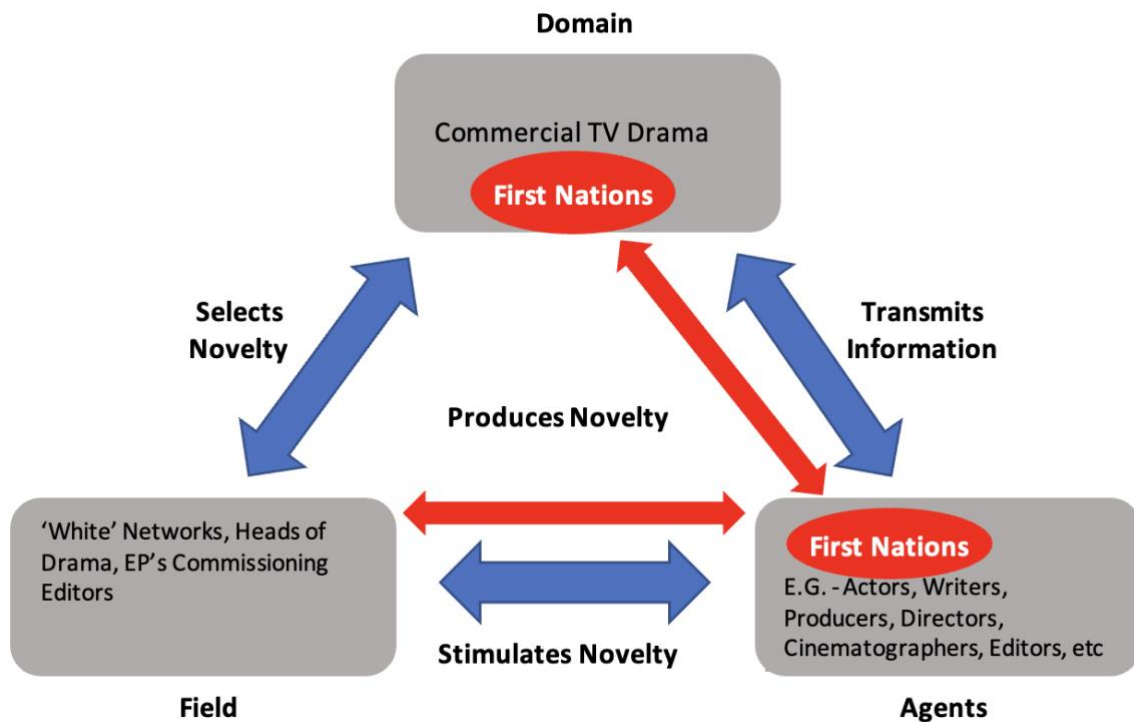 Domain
Commercial TV Drama
First Nations
Selects
Novelty
Transmits
Information
Produces Novelty
‘White’ Networks, Heads of
Drama, EP’s Commissioning
Editors
First Nations
E.G. - Actors, Writers,
Producers, Directors,
Cinematographers, Editors, etc
Stimulates Novelty
Field
Agents